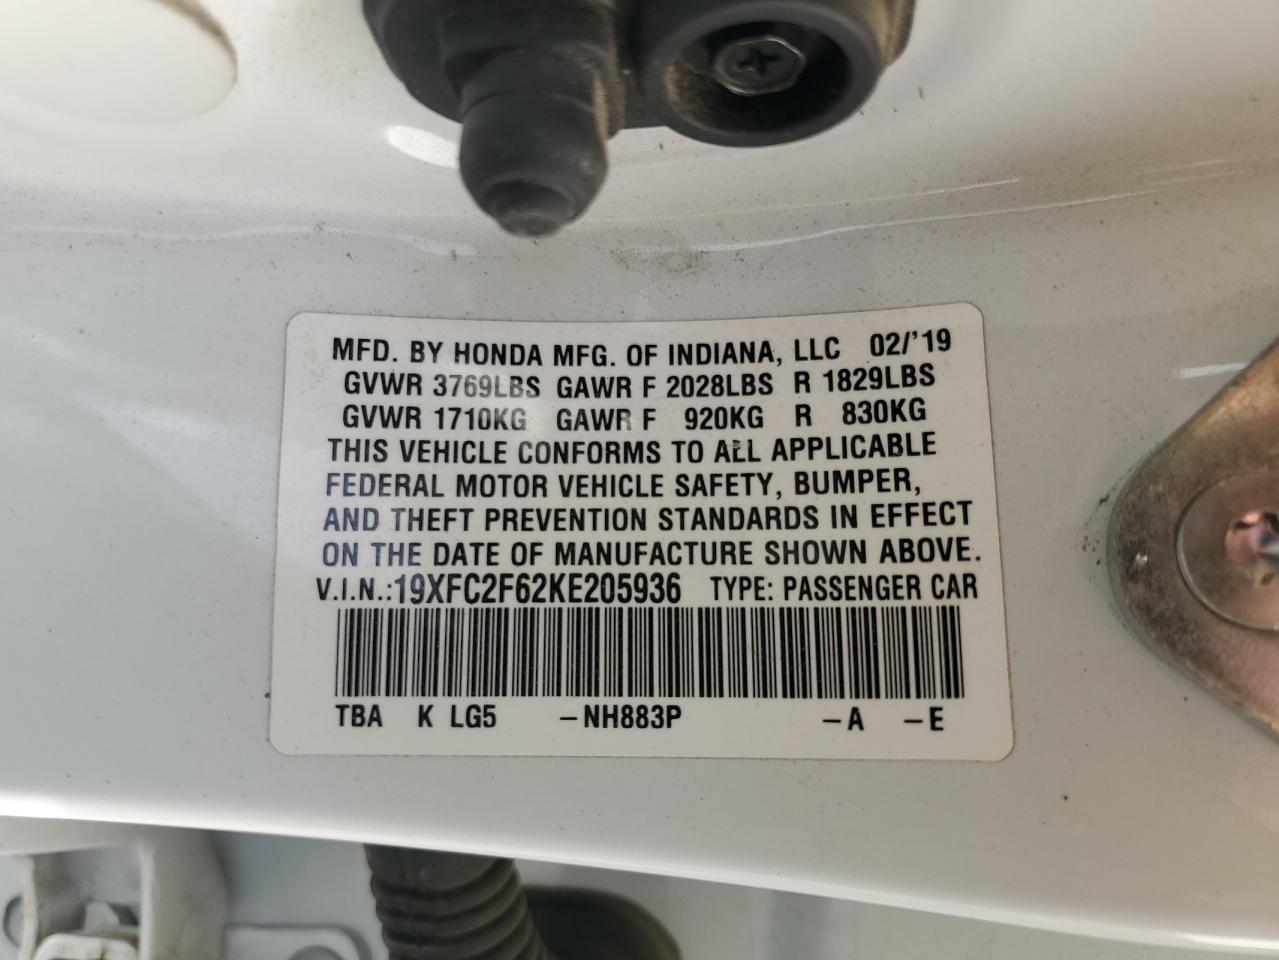 MFD. BY HONDA MFG. OF INDIANA, LLC 02/'19
GVWR 3769LBS GAWR F 2028LBS R 1829LBS
GVWR 1710KG GAWR F 920KG R 830KG
THIS VEHICLE CONFORMS TO ALL APPLICABLE
FEDERAL MOTOR VEHICLE SAFETY, BUMPER,
AND THEFT PREVENTION STANDARDS IN EFFECT
ON THE DATE OF MANUFACTURE SHOWN ABOVE.
V.I.N.:19XFC2F62KE205936 TYPE: PASSENGER CAR
TBA K LG5 –NH883P –A –E